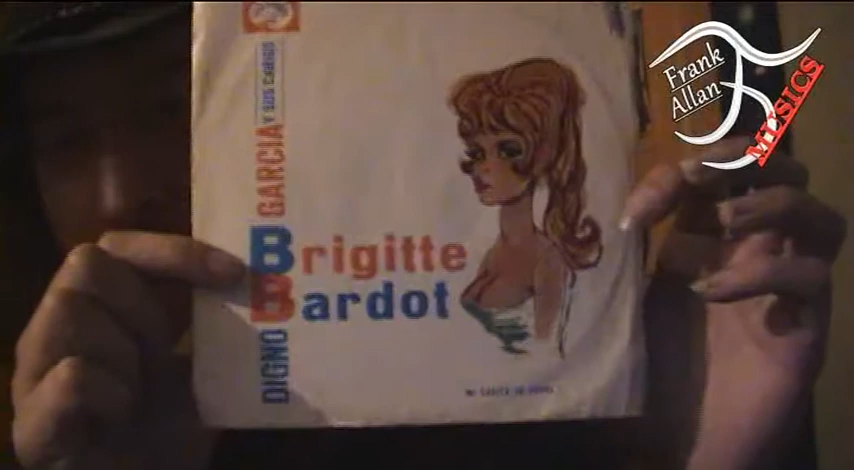 DIGNO GARCIA Y SUS CARIOS
Brigitte
Bardot
Frank
Allan
MUSICS